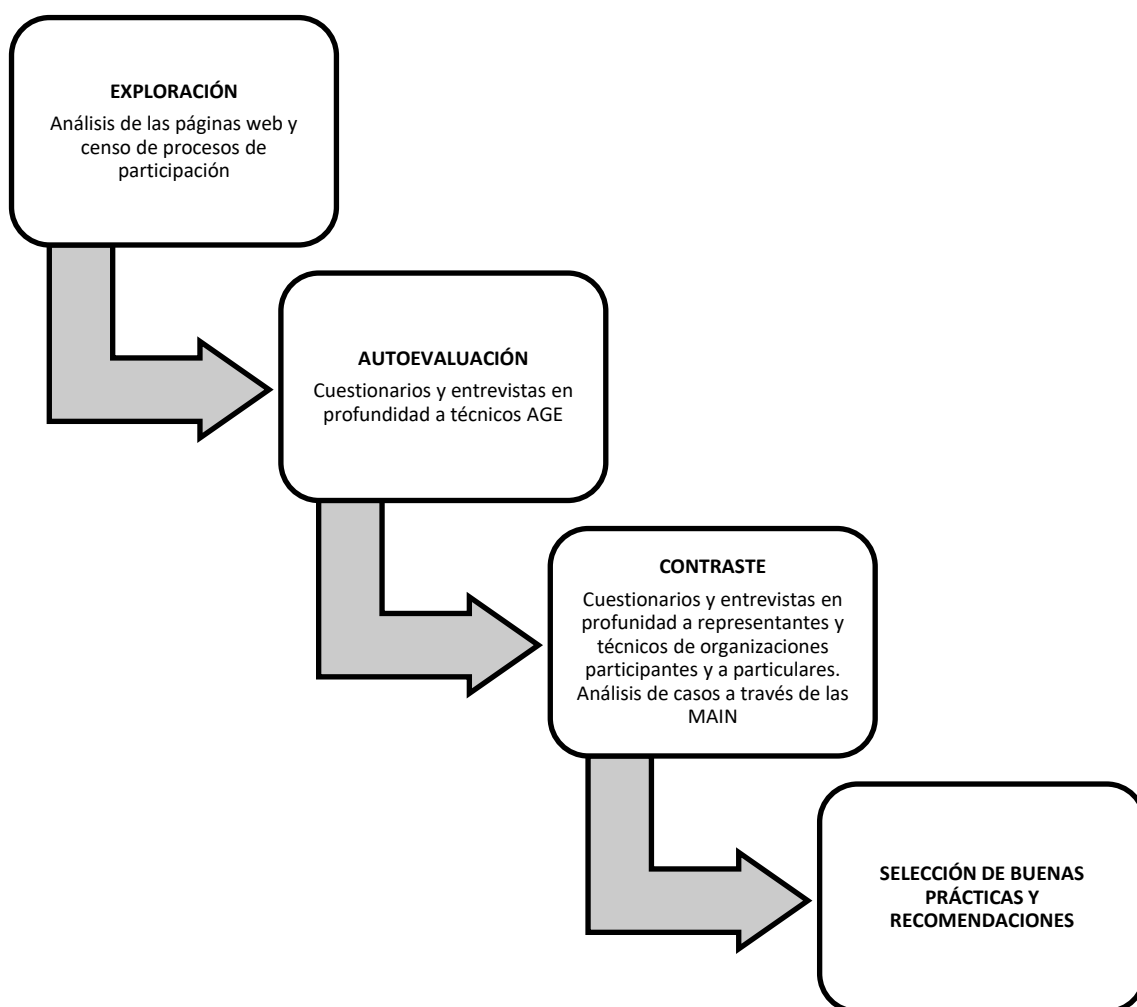 EXPLORACIÓN
Análisis de las páginas web y
censo de procesos de
participación
AUTOEVALUACIÓN
Cuestionarios y entrevistas en
profundidad a técnicos AGE
CONTRASTE
Cuestionarios y entrevistas en
profunidad a representantes y
técnicos de organizaciones
participantes y a particulares.
Análisis de casos a través de las
MAIN
SELECCIÓN DE BUENAS
PRÁCTICAS Y
RECOMENDACIONES